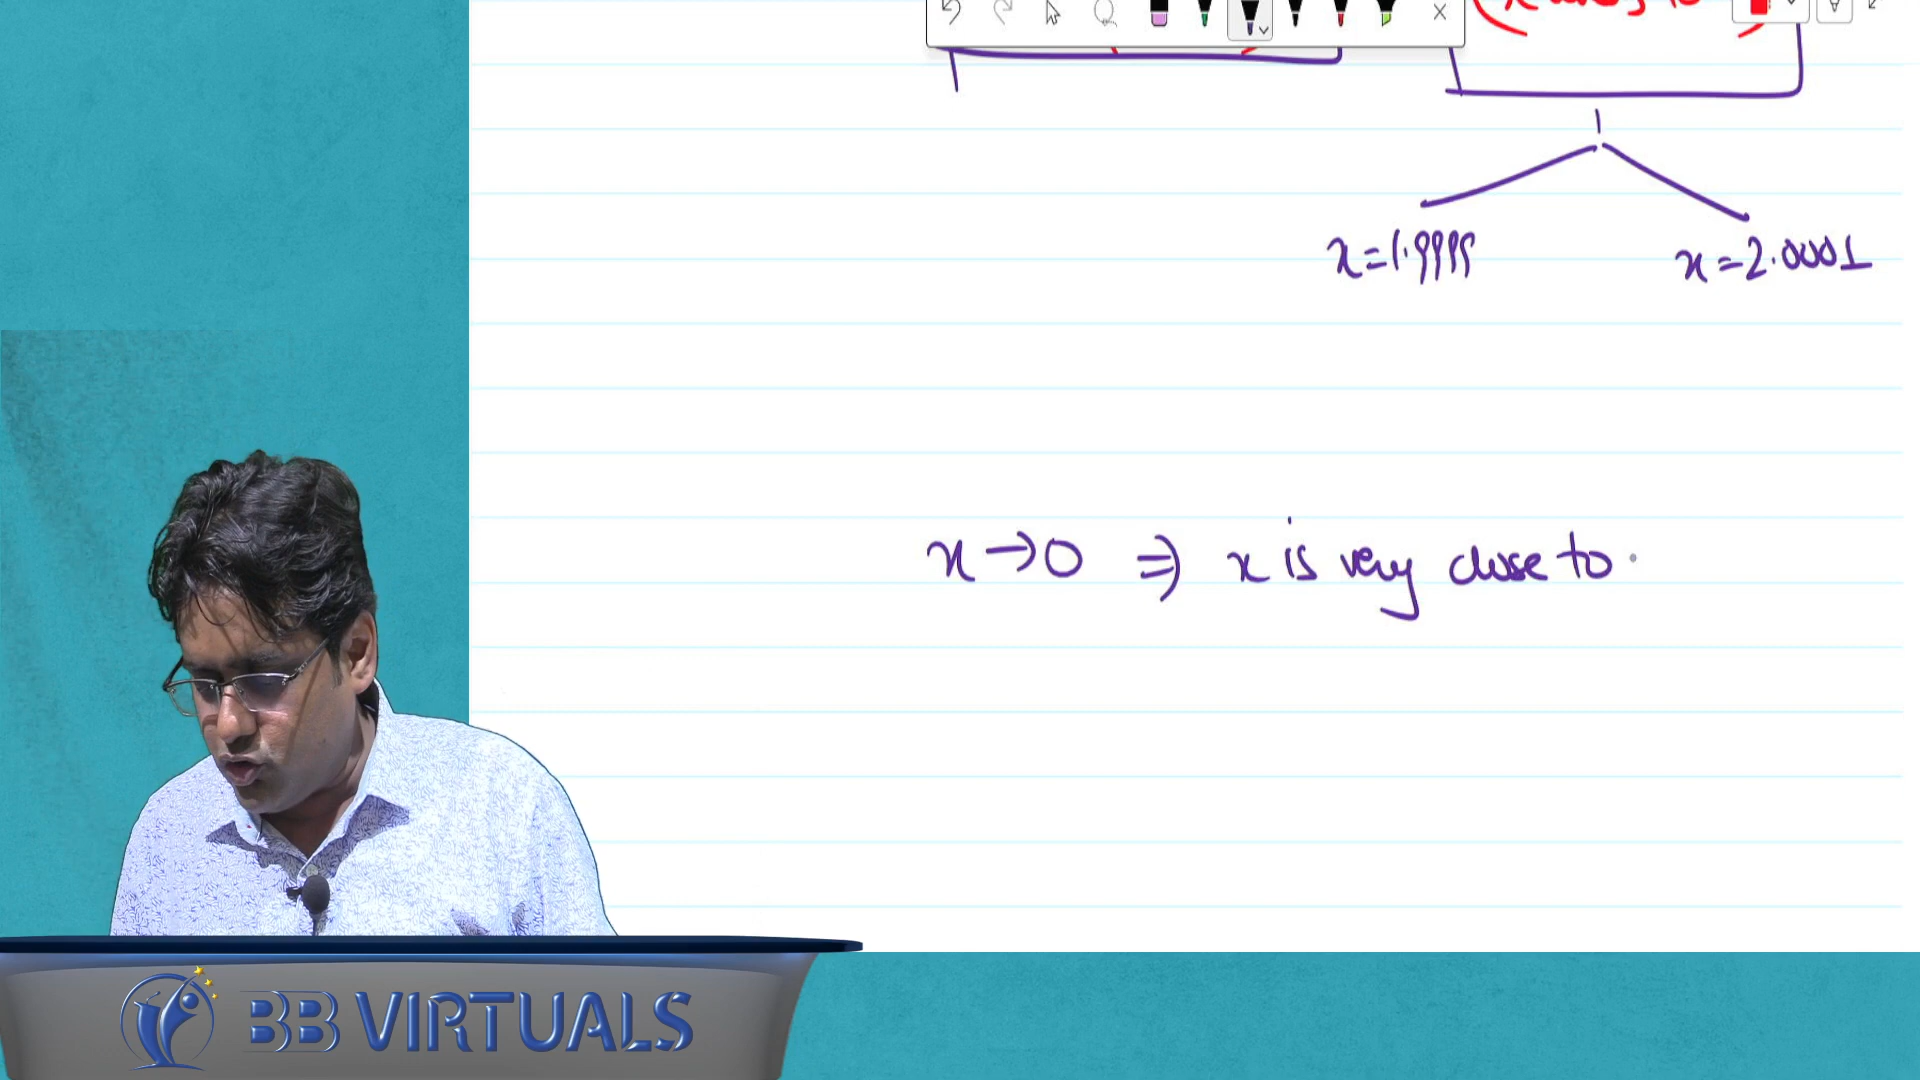 x=1.9999
x=2.0001
x→0 ⇒ x is very close to
BB VIRTUALS